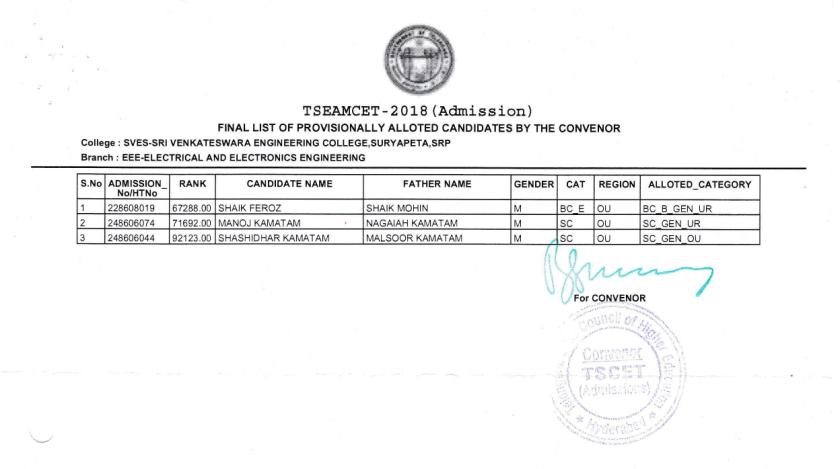 TSEAMCET-2018(Admission)
FINAL LIST OF PROVISIONALLY ALLOTED CANDIDATES BY THE CONVENOR
College : SVES-SRI VENKATESWARA ENGINEERING COLLEGE,SURYAPETA,SRP
Branch : EEE-ELECTRICAL AND ELECTRONICS ENGINEERING
S.No ADMISSION_No/HTNo RANK CANDIDATE NAME FATHER NAME GENDER CAT REGION ALLOTED_CATEGORY
1 228608019 67288.00 SHAIK FEROZ SHAIK MOHIN M BC_E OU BC_B_GEN_UR
2 248606074 71692.00 MANOJ KAMATAM NAGAIAH KAMATAM M SC OU SC_GEN_UR
3 248606044 92123.00 SHASHIDHAR KAMATAM MALSOOR KAMATAM M SC OU SC_GEN_OU
For CONVENOR
Council of Higher Education
Convenor
TSCET
(Admissions)
Hyderabad